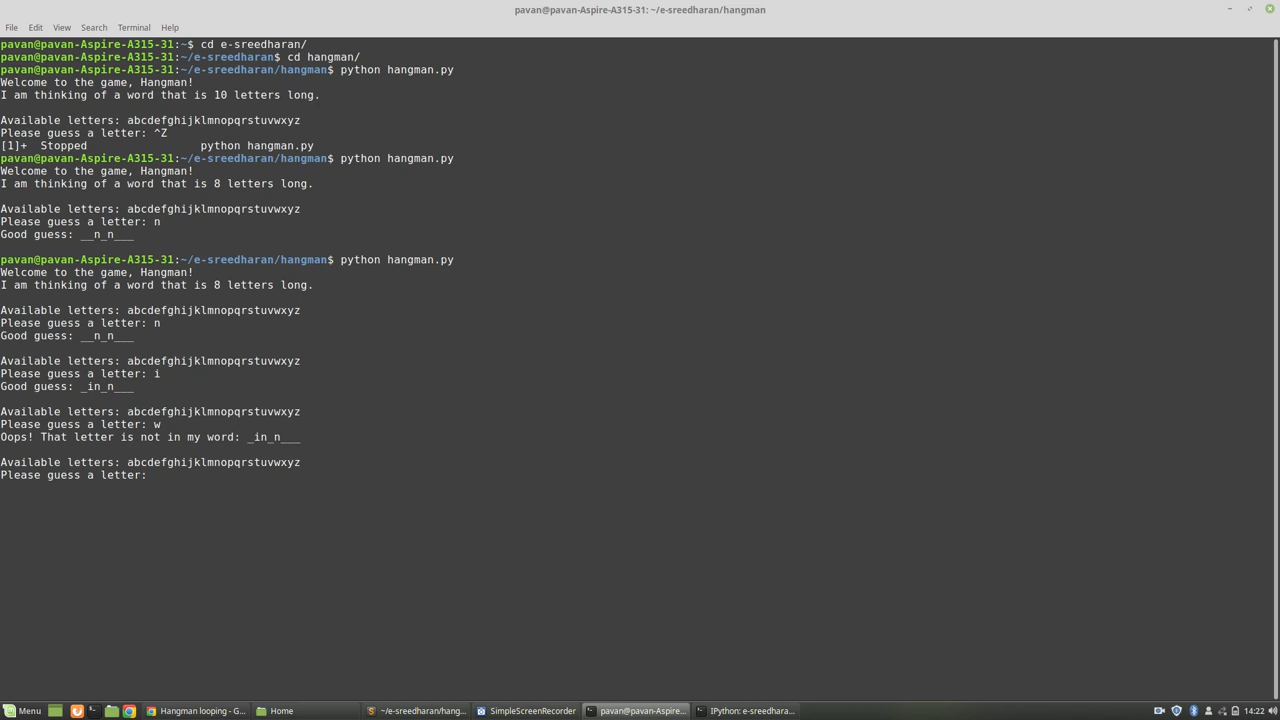 pavan@pavan-Aspire-A315-31: ~/e-sreedharan/hangman
File Edit View Search Terminal Help
pavan@pavan-Aspire-A315-31:~$ cd e-sreedharan/
pavan@pavan-Aspire-A315-31:~/e-sreedharan$ cd hangman/
pavan@pavan-Aspire-A315-31:~/e-sreedharan/hangman$ python hangman.py
Welcome to the game, Hangman!
I am thinking of a word that is 10 letters long.
Available letters: abcdefghijklmnopqrstuvwxyz
Please guess a letter: ^Z
[1]+  Stopped                 python hangman.py
pavan@pavan-Aspire-A315-31:~/e-sreedharan/hangman$ python hangman.py
Welcome to the game, Hangman!
I am thinking of a word that is 8 letters long.
Available letters: abcdefghijklmnopqrstuvwxyz
Please guess a letter: n
Good guess: __n_n___
pavan@pavan-Aspire-A315-31:~/e-sreedharan/hangman$ python hangman.py
Welcome to the game, Hangman!
I am thinking of a word that is 8 letters long.
Available letters: abcdefghijklmnopqrstuvwxyz
Please guess a letter: n
Good guess: __n_n___
Available letters: abcdefghijklmnopqrstuvwxyz
Please guess a letter: i
Good guess: _in_n___
Available letters: abcdefghijklmnopqrstuvwxyz
Please guess a letter: w
Oops! That letter is not in my word: _in_n___
Available letters: abcdefghijklmnopqrstuvwxyz
Please guess a letter:
Menu Hangman looping - G... Home ~/e-sreedharan/hang... SimpleScreenRecorder pavan@pavan-Aspire... IPython: e-sreedhara... 14:22